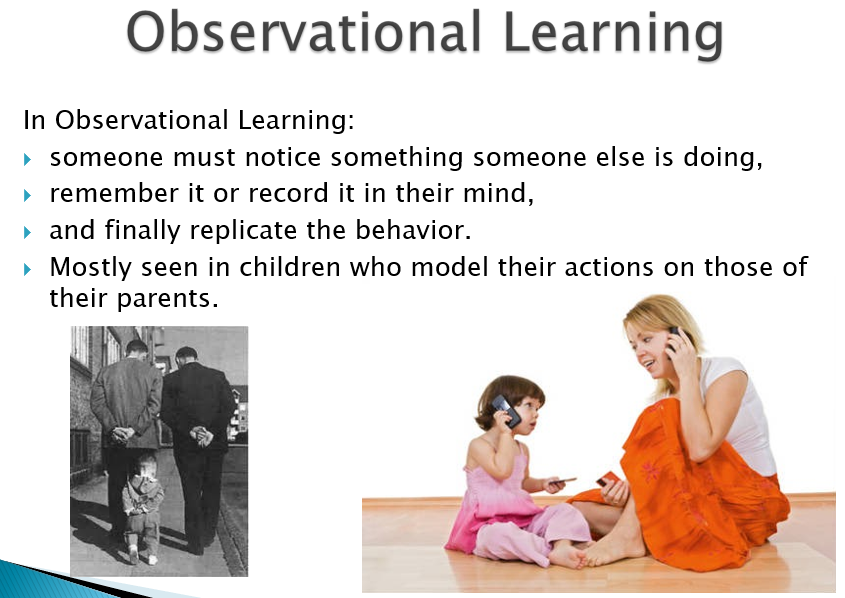 Observational Learning
In Observational Learning:
someone must notice something someone else is doing,
remember it or record it in their mind,
and finally replicate the behavior.
Mostly seen in children who model their actions on those of
their parents.